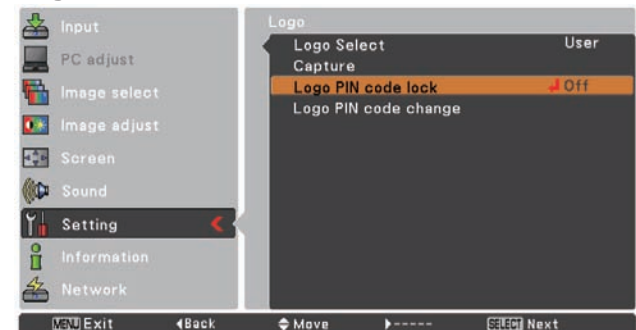 Input
PC adjust
Image select
Image adjust
Screen
Sound
Setting
Information
Network
Logo
Logo Select User
Capture
Logo PIN code lock Off
Logo PIN code change
MENU Exit Back Move ----- SELECT Next